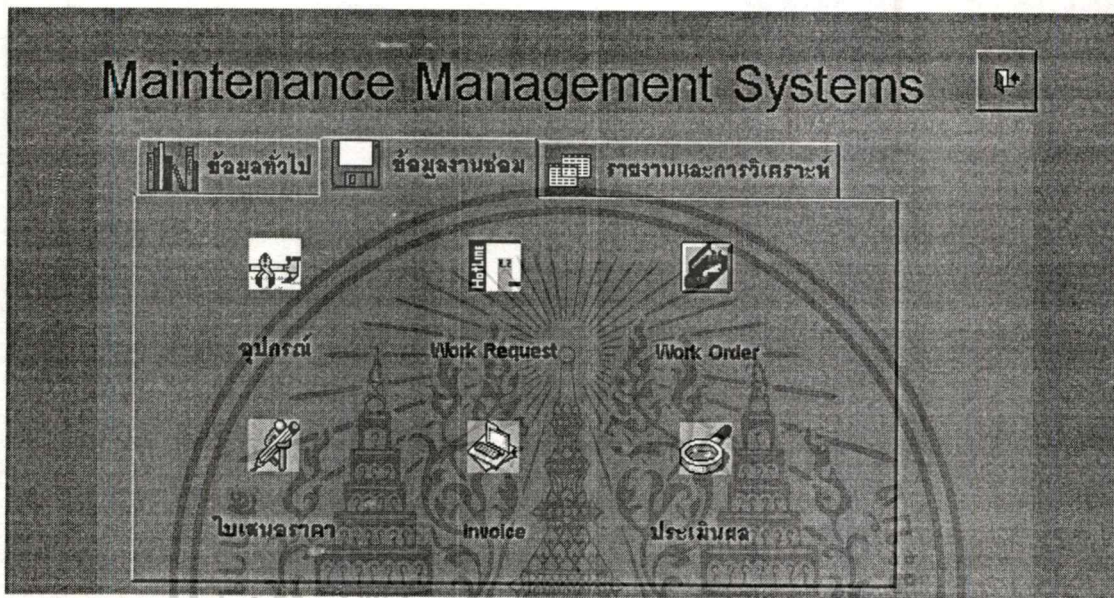 Maintenance Management Systems
ข้อมูลทั่วไป ข้อมูลงานซ่อม รายงานและการวิเคราะห์
HotLine
อุปกรณ์ Work Request Work Order
ใบเสนอราคา Invoice ประเมินผล